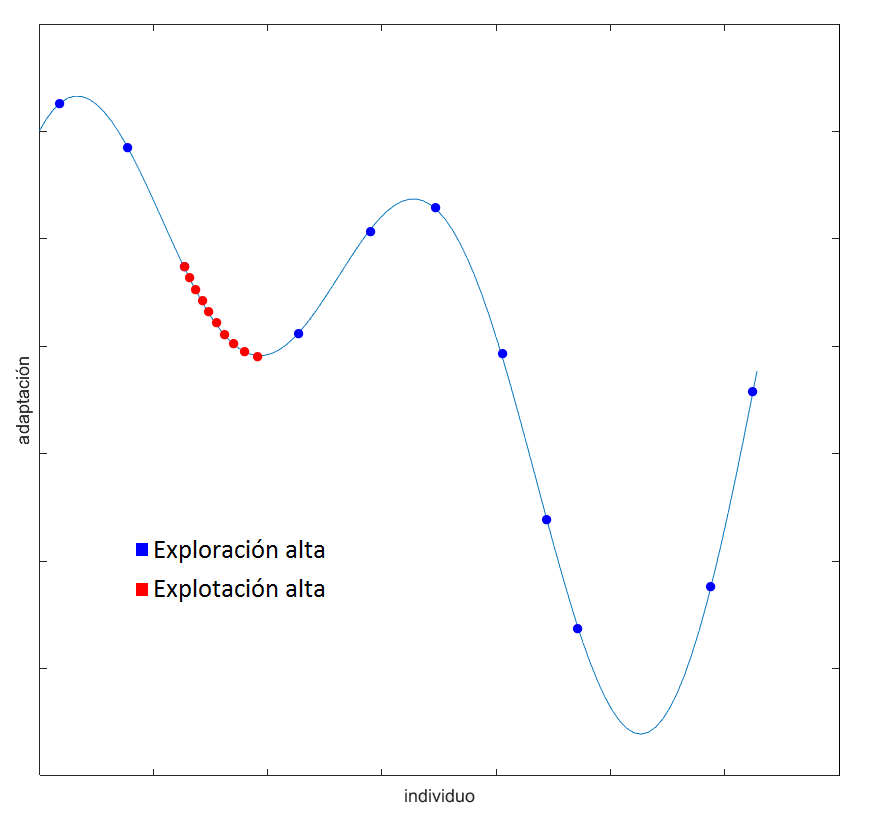 adaptación
Exploración alta
Explotación alta
individuo